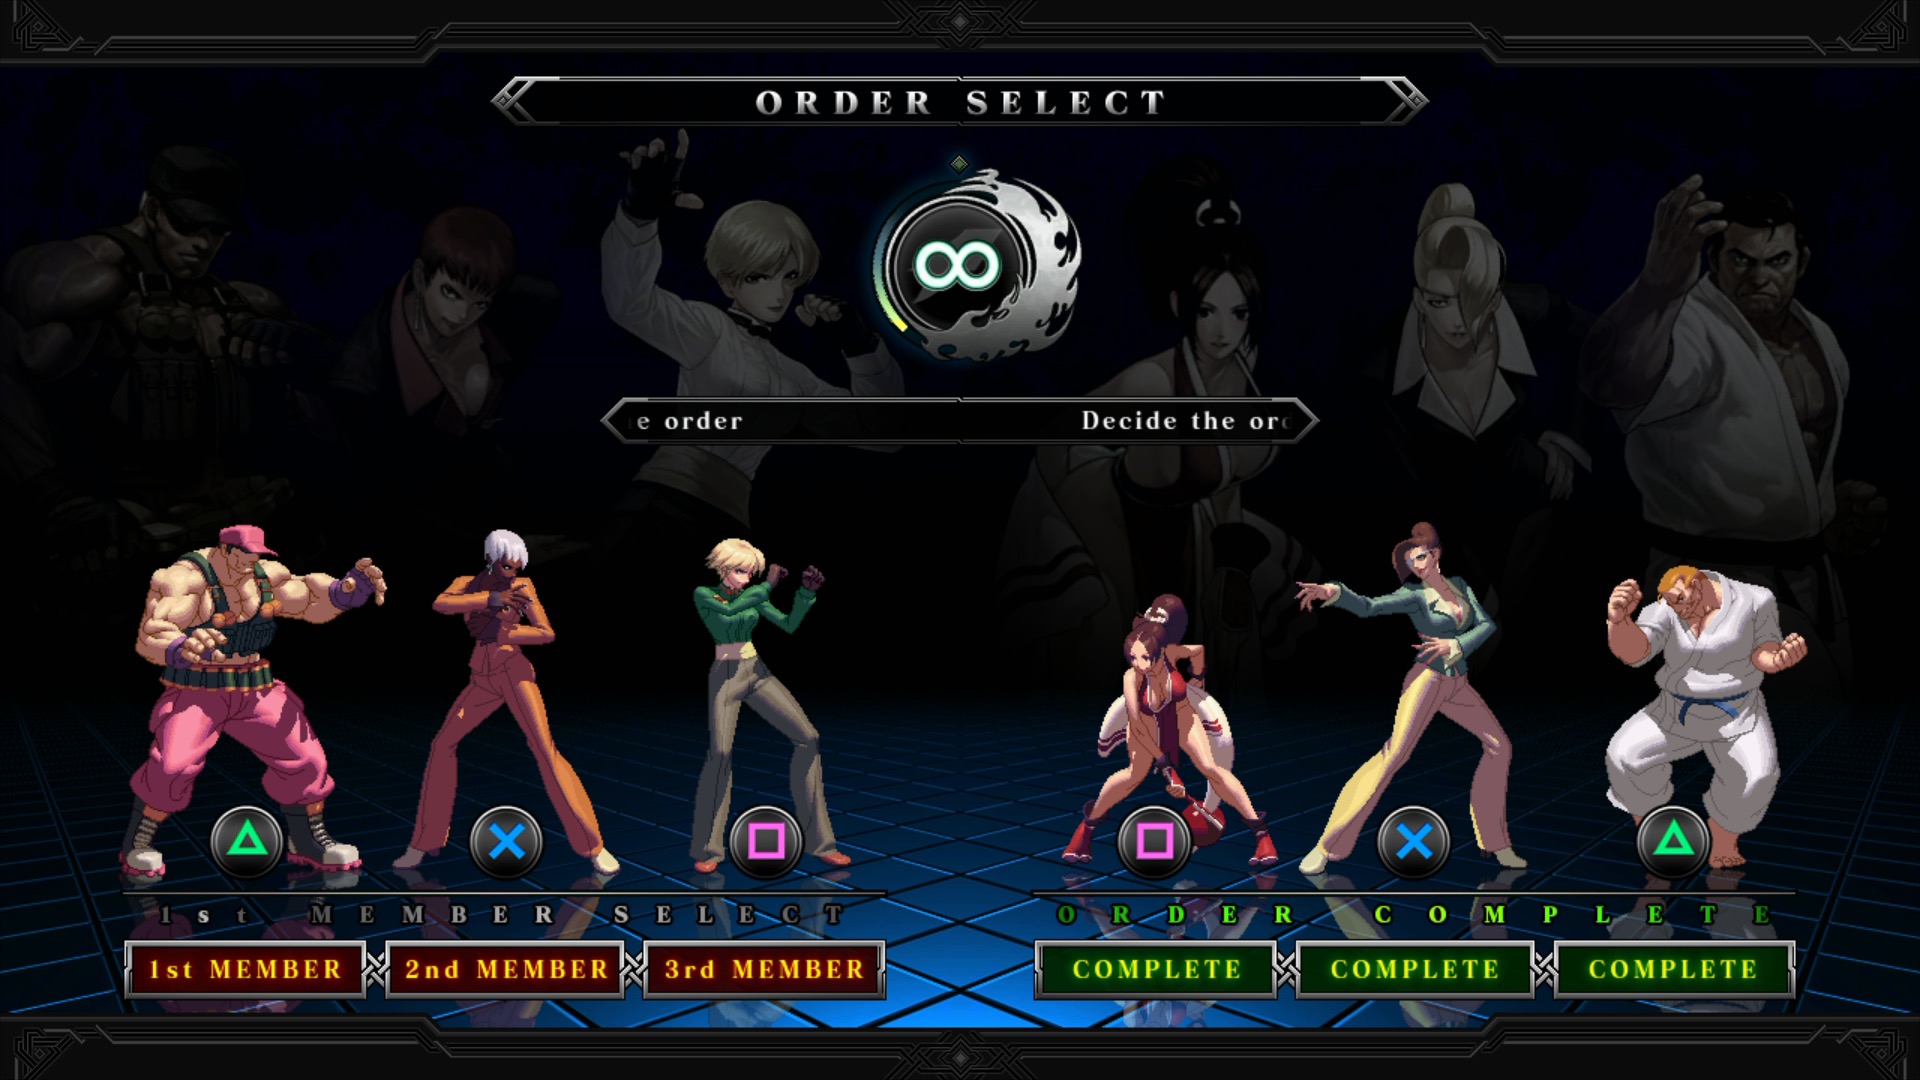 ORDER SELECT
∞
e order Decide the ord
1st MEMBER SELECT
ORDER COMPLETE
1st MEMBER
2nd MEMBER
3rd MEMBER
COMPLETE
COMPLETE
COMPLETE